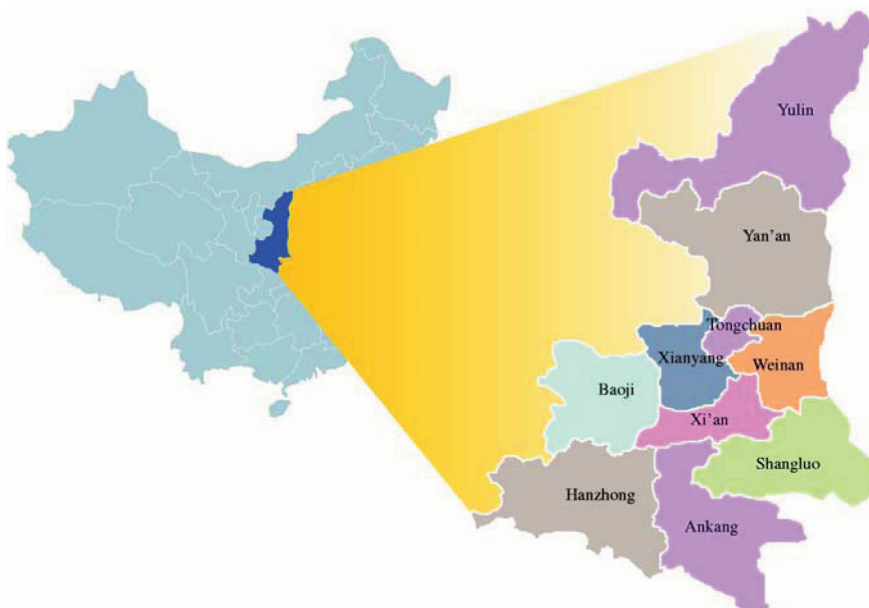 Yulin
Yan'an
Tongchuan
Xianyang
Weinan
Baoji
Xi'an
Shangluo
Hanzhong
Ankang